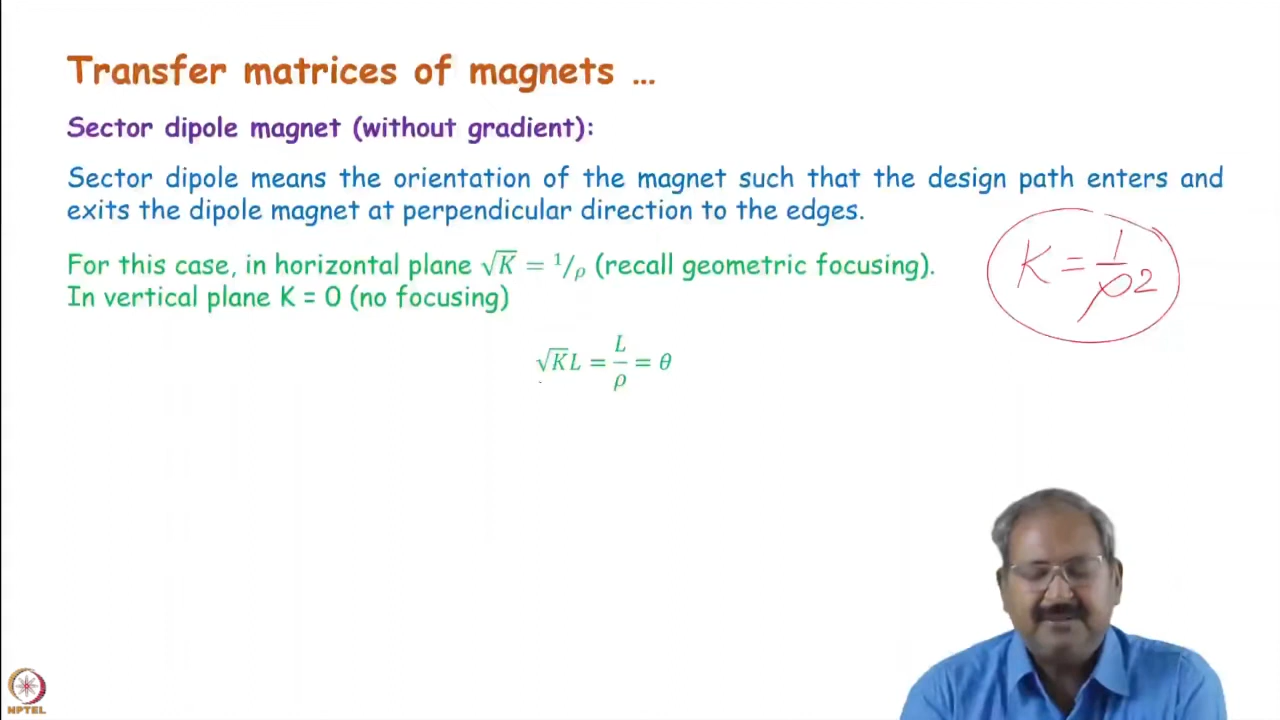 Transfer matrices of magnets ...
Sector dipole magnet (without gradient):
Sector dipole means the orientation of the magnet such that the design path enters and
exits the dipole magnet at perpendicular direction to the edges.
For this case, in horizontal plane √K = 1/ρ (recall geometric focusing).
In vertical plane K = 0 (no focusing)
K = 1/ρ2
√KL = L/ρ = θ
NPTEL